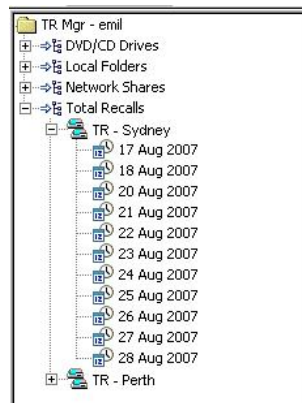 TR Mgr - emil
DVD/CD Drives
Local Folders
Network Shares
Total Recalls
TR - Sydney
17 Aug 2007
18 Aug 2007
20 Aug 2007
21 Aug 2007
22 Aug 2007
23 Aug 2007
24 Aug 2007
25 Aug 2007
26 Aug 2007
27 Aug 2007
28 Aug 2007
TR - Perth